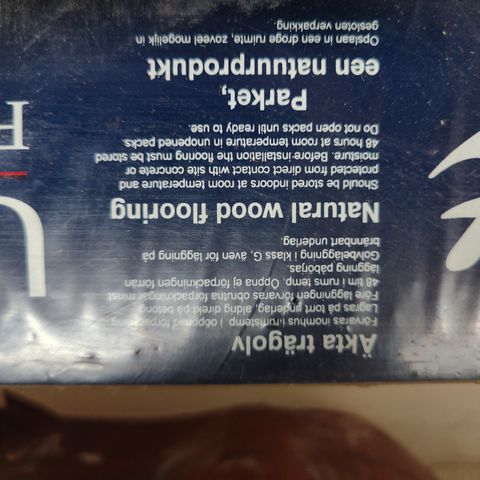 Äkta trägolv
Förvaras inomhus i rumstemp. i oöppnad förpackning
Lagras på torrt underlag, aldrig direkt på betong
Före läggningen förvaras obrutna förpackningar minst
48 tim i rums temp. Öppna ej förpackningen förrän
läggning påbörjas.
Golvbeläggning i klass G, även för läggning på
brännbart underlag.
Natural wood flooring
Should be stored indoors at room temperature and
protected from direct contact with site concrete or
moisture. Before installation the flooring must be stored
48 hours at room temperature in unopened packs.
Do not open packs until ready to use.
Parket,
een natuurprodukt
Opslaan in een droge ruimte, zoveel mogelijk in
gesloten verpakking.